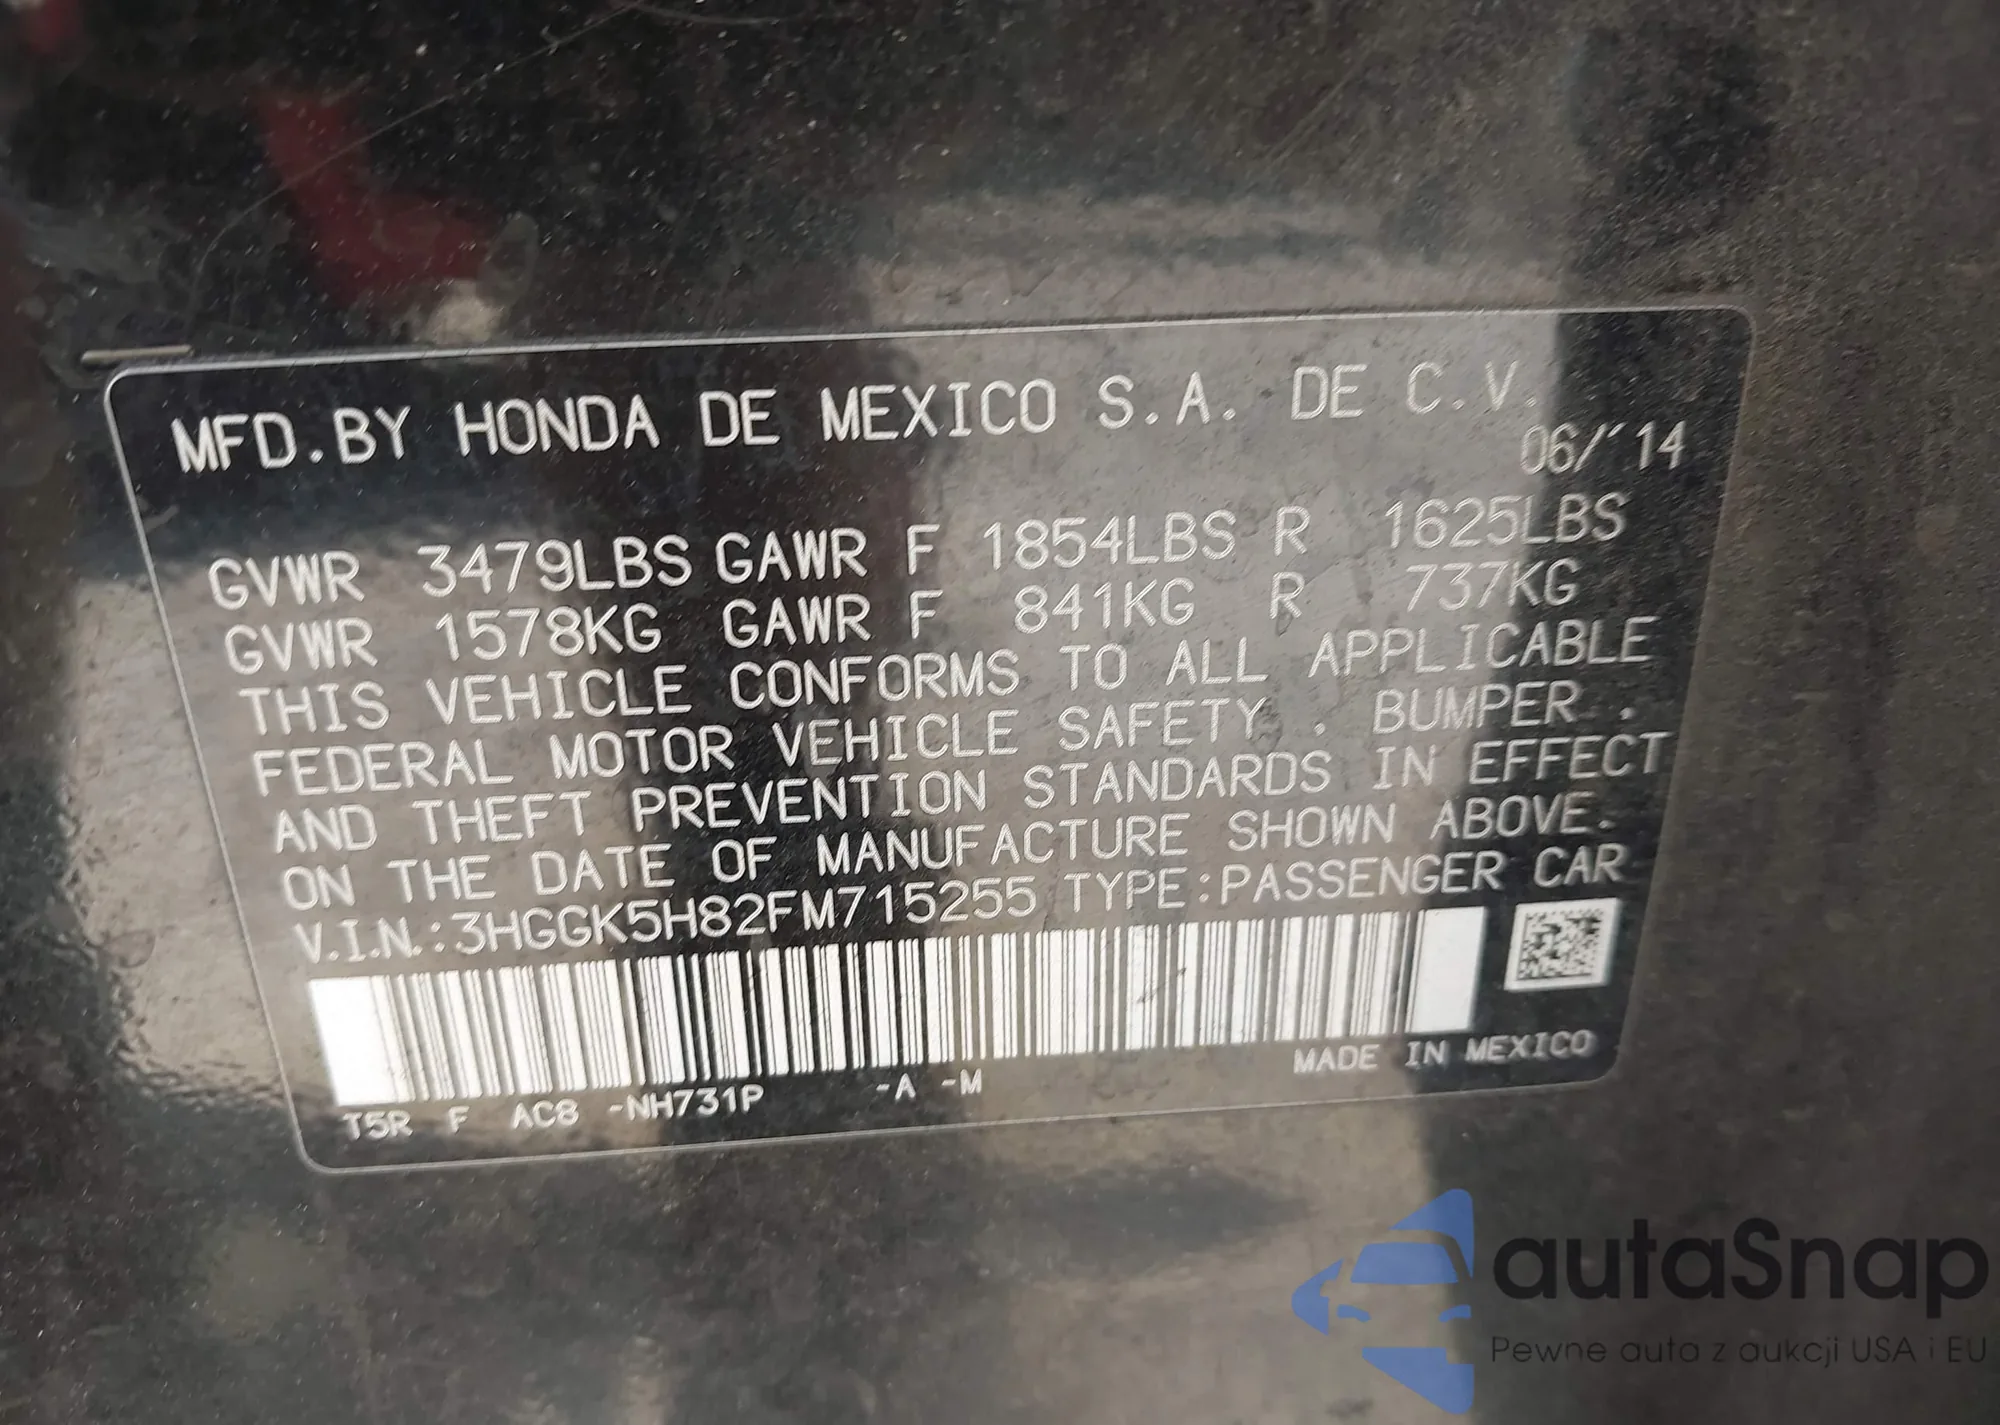 MFD.BY HONDA DE MEXICO S.A. DE C.V.
06/'14
GVWR 3479LBS GAWR F 1854LBS R 1625LBS
GVWR 1578KG GAWR F 841KG R 737KG
THIS VEHICLE CONFORMS TO ALL APPLICABLE
FEDERAL MOTOR VEHICLE SAFETY , BUMPER ,
AND THEFT PREVENTION STANDARDS IN EFFECT
ON THE DATE OF MANUFACTURE SHOWN ABOVE.
V.I.N.:3HGGK5H82FM715255 TYPE:PASSENGER CAR
MADE IN MEXICO
T5R F AC8 -NH731P -A -M
autaSnap
Pewne auta z aukcji USA i EU